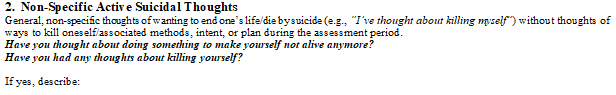 2. Non-Specific Active Suicidal Thoughts
General, non-specific thoughts of wanting to end one's life/die by suicide (e.g., "I've thought about killing myself") without thoughts of
ways to kill oneself/associated methods, intent, or plan during the assessment period.
Have you thought about doing something to make yourself not alive anymore?
Have you had any thoughts about killing yourself?
If yes, describe: